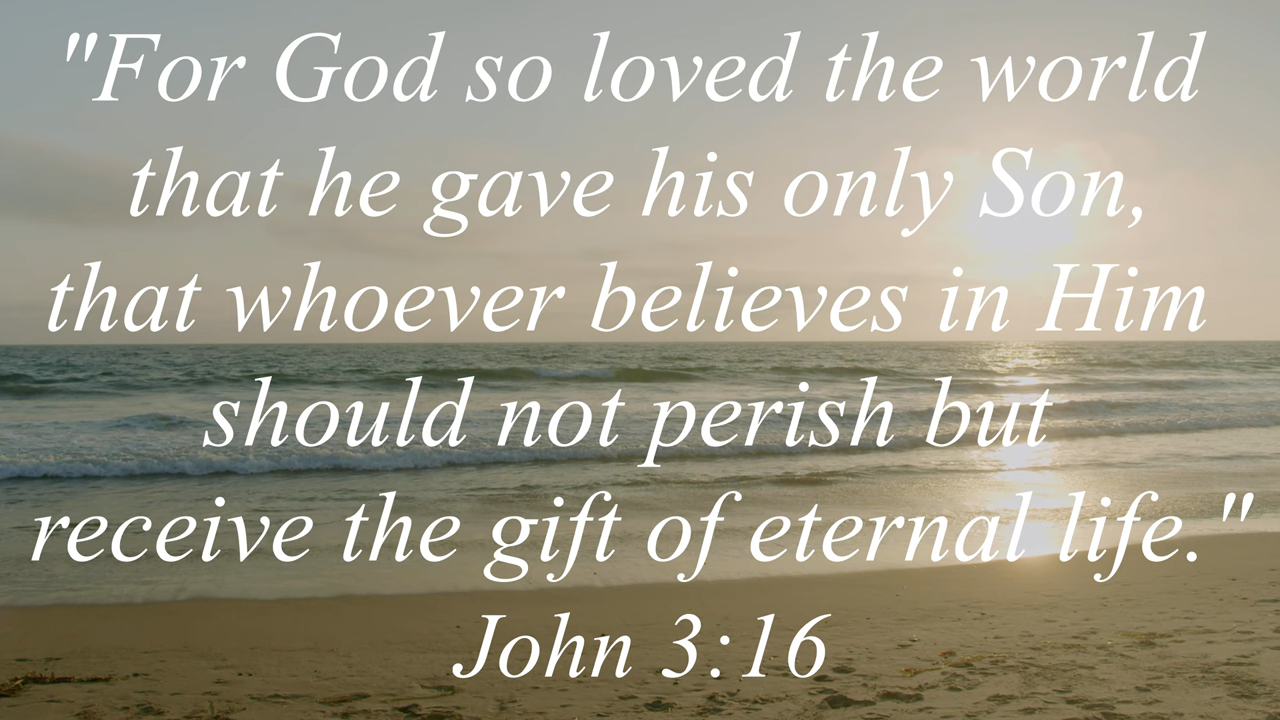 "For God so loved the world
that he gave his only Son,
that whoever believes in Him
should not perish but
receive the gift of eternal life."
John 3:16